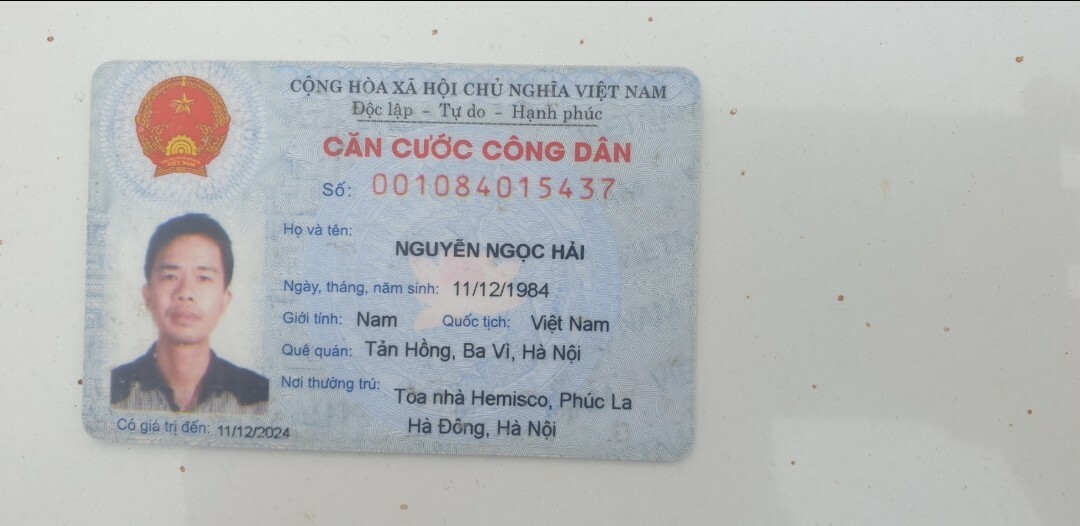 CỘNG HÒA XÃ HỘI CHỦ NGHĨA VIỆT NAM
Độc lập - Tự do - Hạnh phúc
CĂN CƯỚC CÔNG DÂN
Số: 001084015437
Họ và tên:
NGUYỄN NGỌC HẢI
Ngày, tháng, năm sinh: 11/12/1984
Giới tính: Nam Quốc tịch: Việt Nam
Quê quán: Tản Hồng, Ba Vì, Hà Nội
Nơi thường trú:
Tòa nhà Hemisco, Phúc La
Hà Đông, Hà Nội
Có giá trị đến: 11/12/2024
VIỆT NAM